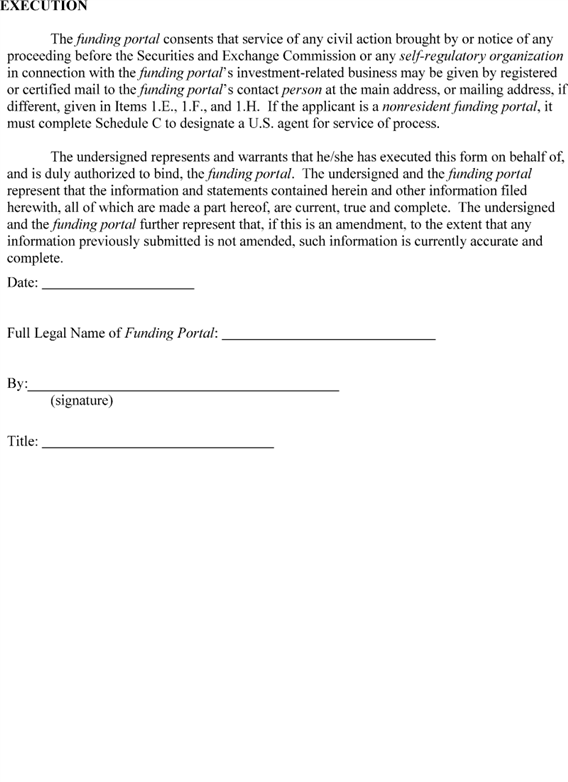 EXECUTION
The funding portal consents that service of any civil action brought by or notice of any
proceeding before the Securities and Exchange Commission or any self-regulatory organization
in connection with the funding portal's investment-related business may be given by registered
or certified mail to the funding portal's contact person at the main address, or mailing address, if
different, given in Items 1.E., 1.F., and 1.H.  If the applicant is a nonresident funding portal, it
must complete Schedule C to designate a U.S. agent for service of process.
The undersigned represents and warrants that he/she has executed this form on behalf of,
and is duly authorized to bind, the funding portal.  The undersigned and the funding portal
represent that the information and statements contained herein and other information filed
herewith, all of which are made a part hereof, are current, true and complete.  The undersigned
and the funding portal further represent that, if this is an amendment, to the extent that any
information previously submitted is not amended, such information is currently accurate and
complete.
Date: ______________________
Full Legal Name of Funding Portal: ______________________________
By:____________________________________________
(signature)
Title: _________________________________